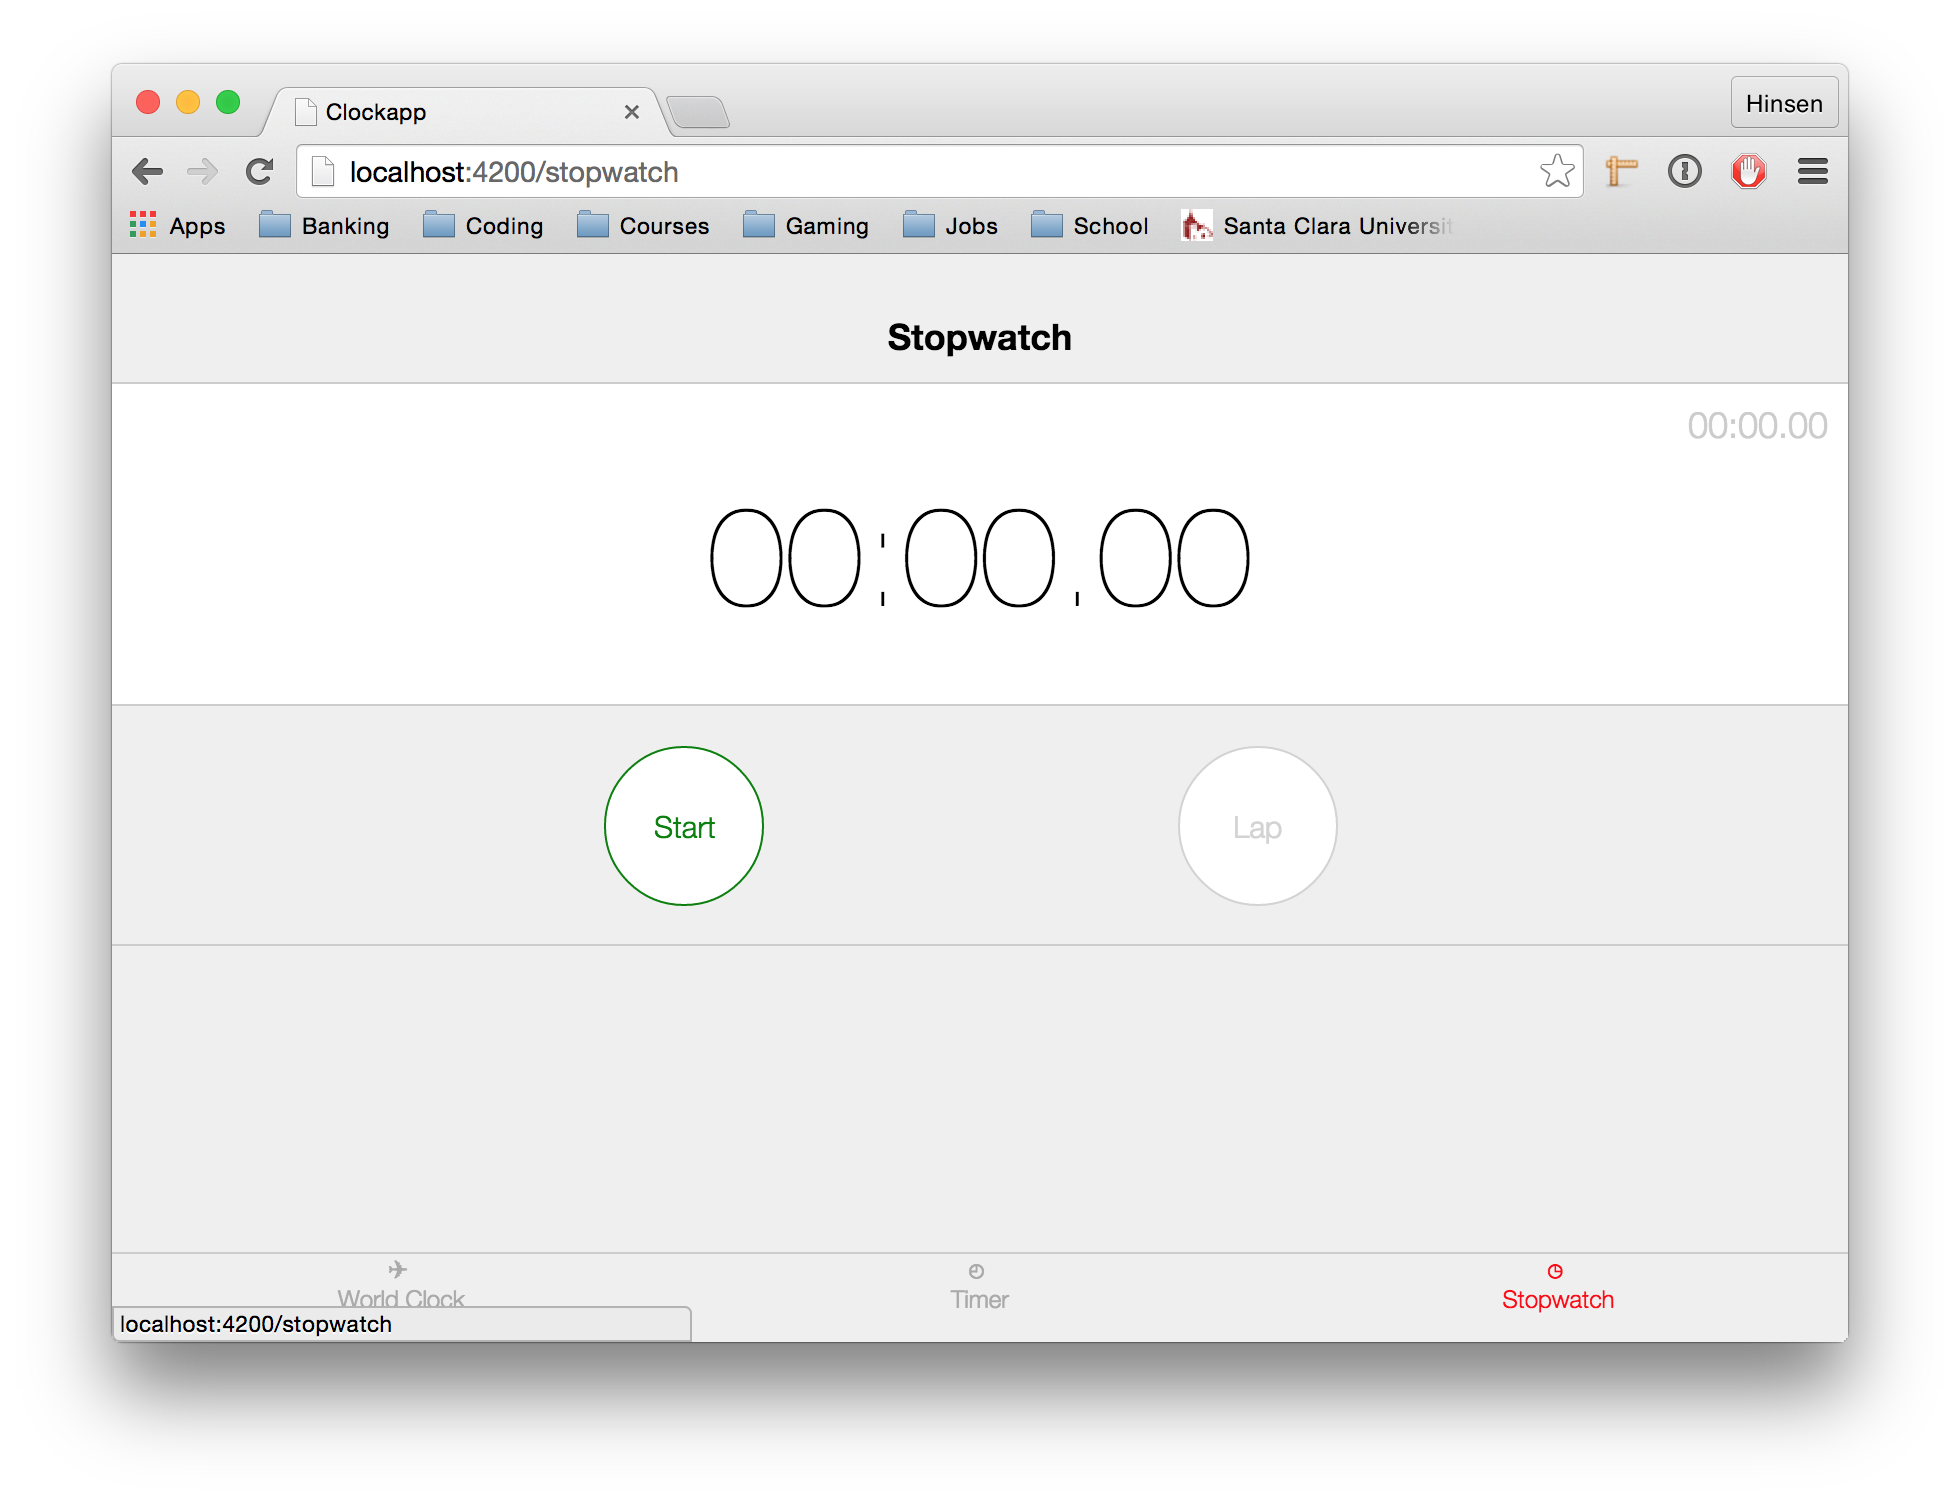 Clockapp
Hinsen
localhost:4200/stopwatch
Apps Banking Coding Courses Gaming Jobs School Santa Clara Universit
Stopwatch
00:00.00
00:00.00
Start Lap
World Clock Timer Stopwatch
localhost:4200/stopwatch